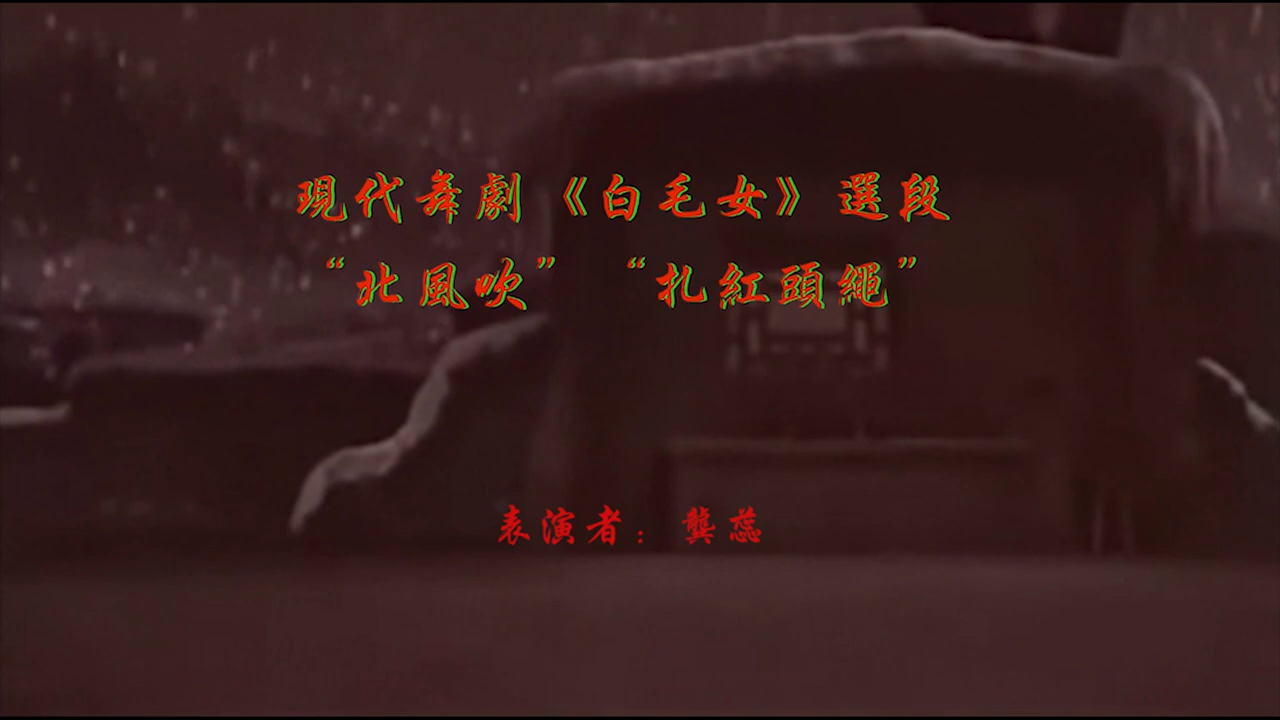 現代舞劇《白毛女》選段
“北風吹” “扎紅頭繩”
表演者：龔蕊